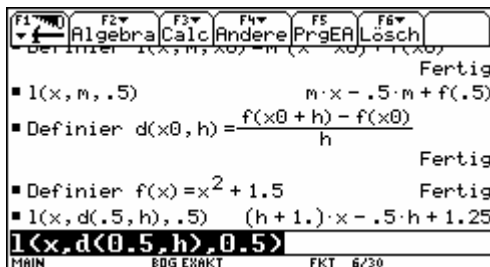 F1 F2 F3 F4 F5 F6
Algebra Calc Andere PrgEA Lösch
Fertig
▪ l(x,m,.5) m·x - .5·m + f(.5)
▪ Definier d(x0,h)=(f(x0+h)-f(x0))/h
Fertig
▪ Definier f(x)=x²+1.5 Fertig
▪ l(x,d(.5,h),.5) (h+1.)·x - .5·h + 1.25
l(x,d(0.5,h),0.5)
MAIN BOG EXAKT FKT 6/30